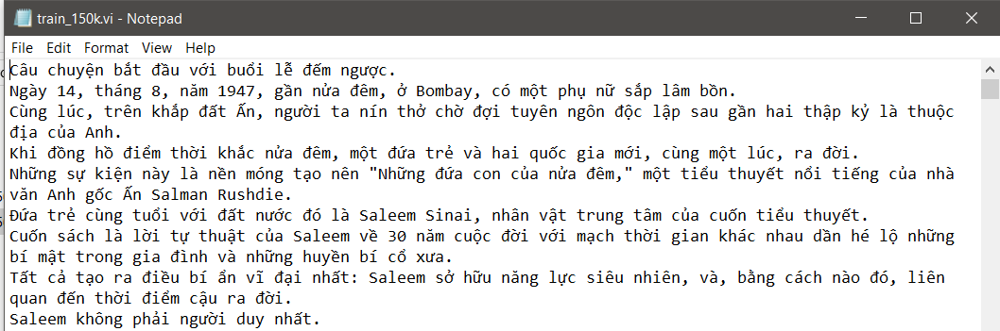 train_150k.vi - Notepad
File Edit Format View Help
Câu chuyện bắt đầu với buổi lễ đếm ngược.
Ngày 14, tháng 8, năm 1947, gần nửa đêm, ở Bombay, có một phụ nữ sắp lâm bồn.
Cùng lúc, trên khắp đất Ấn, người ta nín thở chờ đợi tuyên ngôn độc lập sau gần hai thập kỷ là thuộc
địa của Anh.
Khi đồng hồ điểm thời khắc nửa đêm, một đứa trẻ và hai quốc gia mới, cùng một lúc, ra đời.
Những sự kiện này là nền móng tạo nên "Những đứa con của nửa đêm," một tiểu thuyết nổi tiếng của nhà
văn Anh gốc Ấn Salman Rushdie.
Đứa trẻ cùng tuổi với đất nước đó là Saleem Sinai, nhân vật trung tâm của cuốn tiểu thuyết.
Cuốn sách là lời tự thuật của Saleem về 30 năm cuộc đời với mạch thời gian khác nhau dần hé lộ những
bí mật trong gia đình và những huyền bí cổ xưa.
Tất cả tạo ra điều bí ẩn vĩ đại nhất: Saleem sở hữu năng lực siêu nhiên, và, bằng cách nào đó, liên
quan đến thời điểm cậu ra đời.
Saleem không phải người duy nhất.